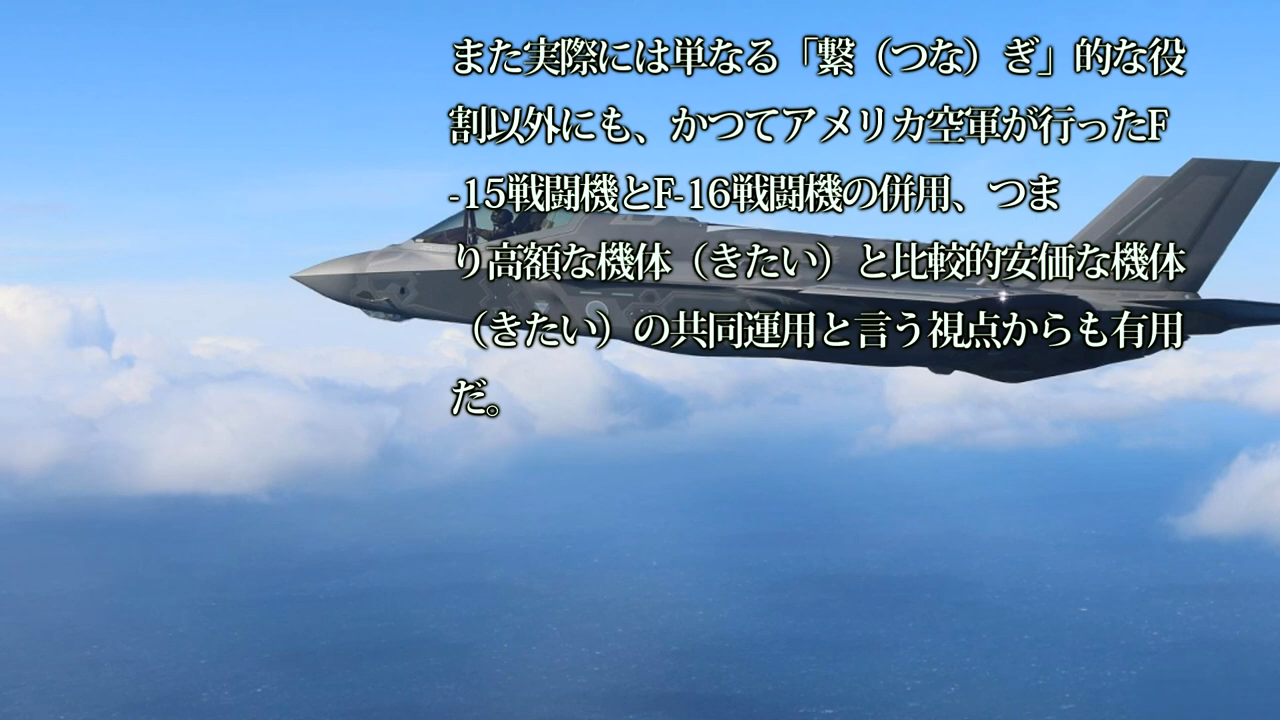 また実際には単なる「繋（つな）ぎ」的な役
割以外にも、かつてアメリカ空軍が行ったF
-15戦闘機とF-16戦闘機の併用、つま
り高額な機体（きたい）と比較的安価な機体
（きたい）の共同運用と言う視点からも有用
だ。